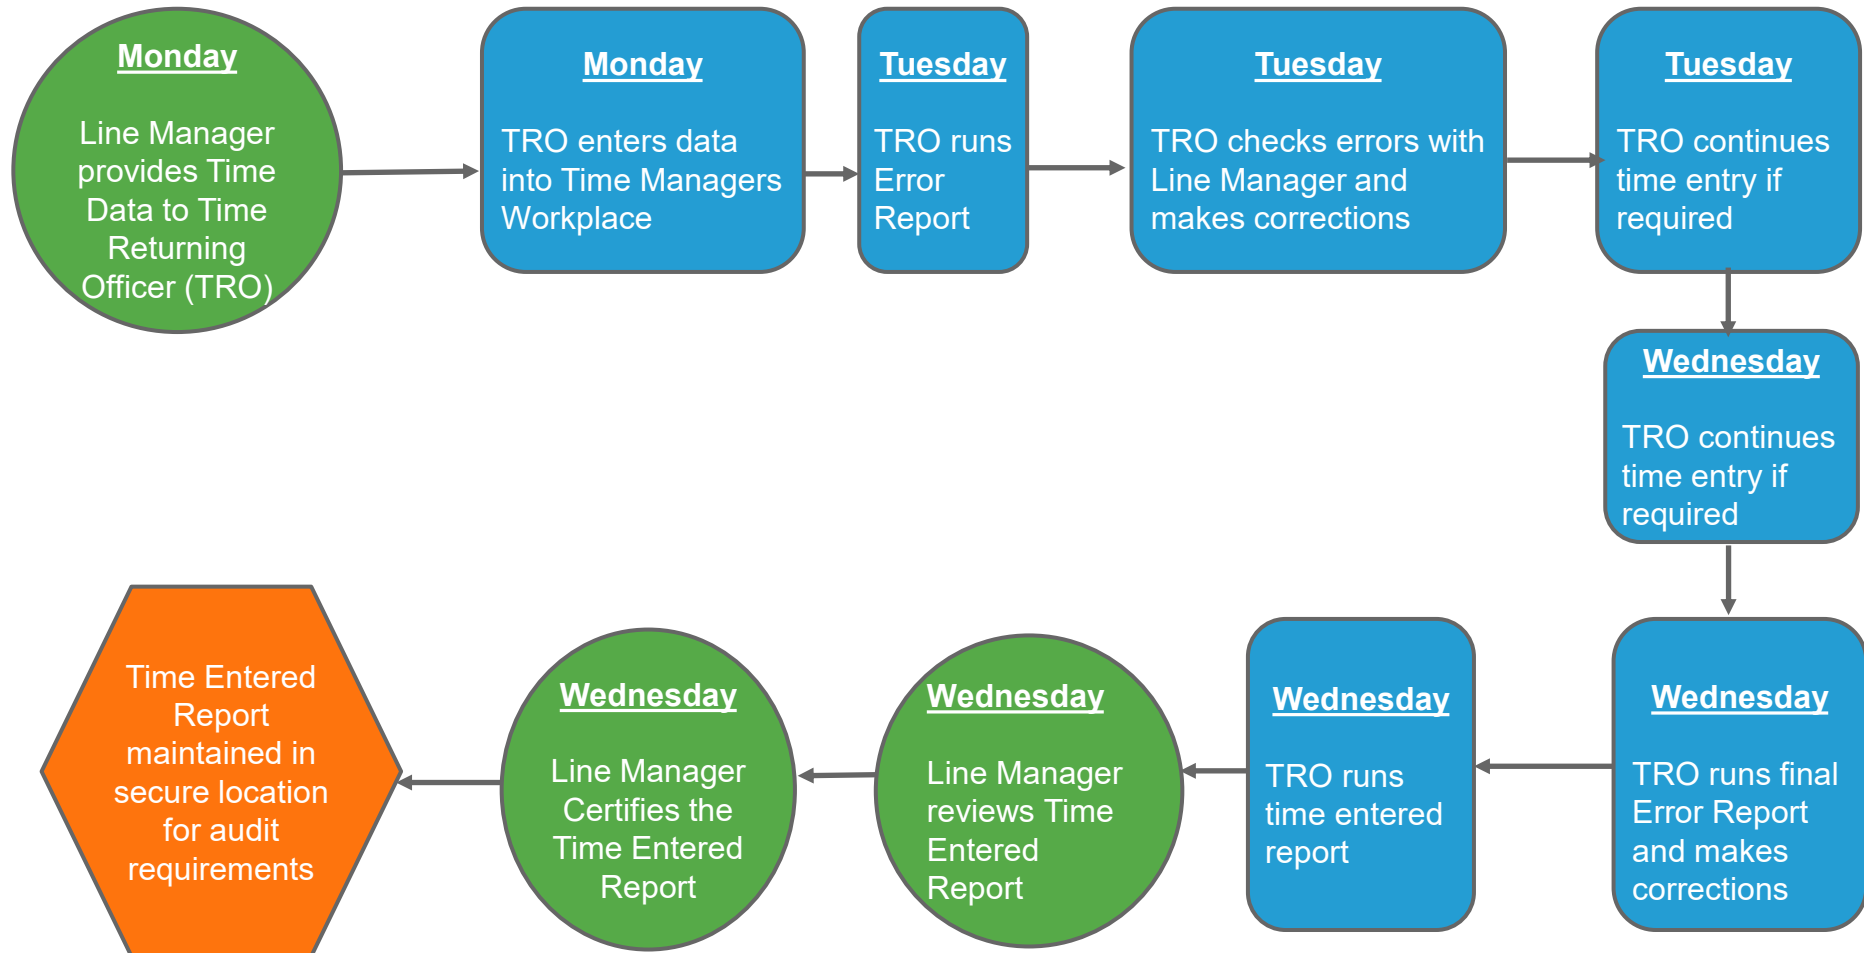 Monday
Line Manager
provides Time
Data to Time
Returning
Officer (TRO)
Monday
TRO enters data
into Time Managers
Workplace
Tuesday
TRO runs
Error
Report
Tuesday
TRO checks errors with
Line Manager and
makes corrections
Tuesday
TRO continues
time entry if
required
Wednesday
TRO continues
time entry if
required
Wednesday
TRO runs final
Error Report
and makes
corrections
Wednesday
TRO runs
time entered
report
Wednesday
Line Manager
reviews Time
Entered
Report
Wednesday
Line Manager
Certifies the
Time Entered
Report
Time Entered
Report
maintained in
secure location
for audit
requirements